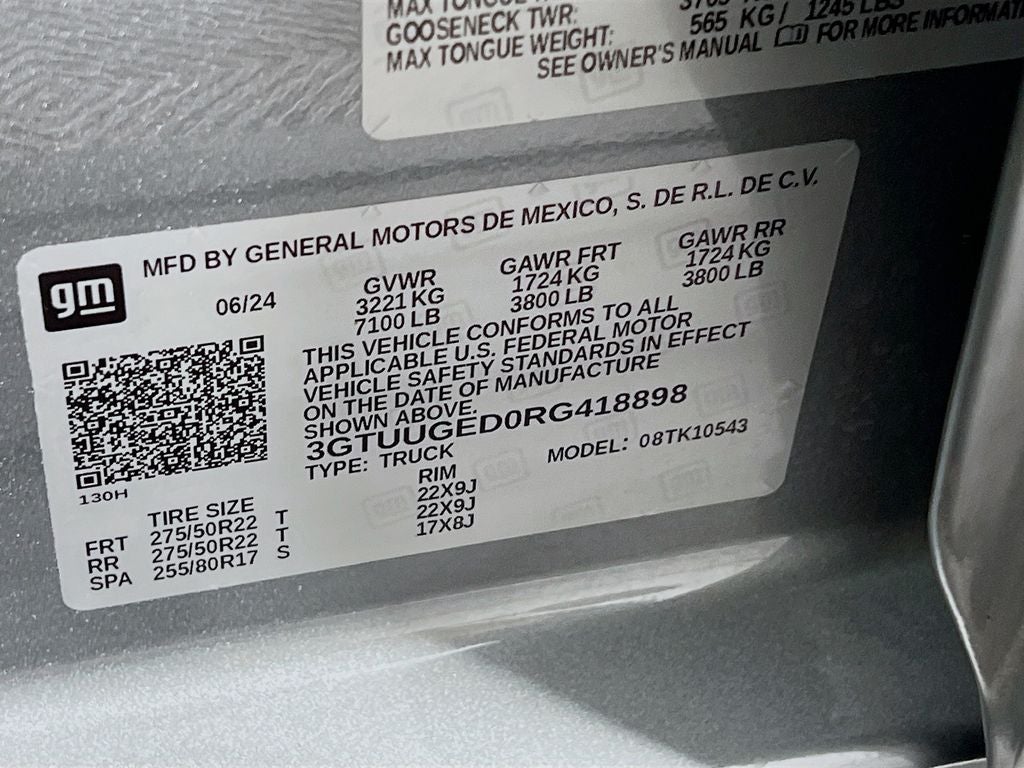 MAX TONGUE
GOOSENECK TWR:
MAX TONGUE WEIGHT: 565 KG/ 1245 LBS
SEE OWNER'S MANUAL FOR MORE INFORMATI
gm
MFD BY GENERAL MOTORS DE MEXICO, S. DE R.L. DE C.V.
06/24 GVWR GAWR FRT GAWR RR
3221 KG 1724 KG 1724 KG
7100 LB 3800 LB 3800 LB
THIS VEHICLE CONFORMS TO ALL
APPLICABLE U.S. FEDERAL MOTOR
VEHICLE SAFETY STANDARDS IN EFFECT
ON THE DATE OF MANUFACTURE
SHOWN ABOVE.
3GTUUGED0RG418898
TYPE: TRUCK MODEL: 08TK10543
130H
TIRE SIZE RIM
FRT 275/50R22 T 22X9J
RR 275/50R22 T 22X9J
SPA 255/80R17 S 17X8J